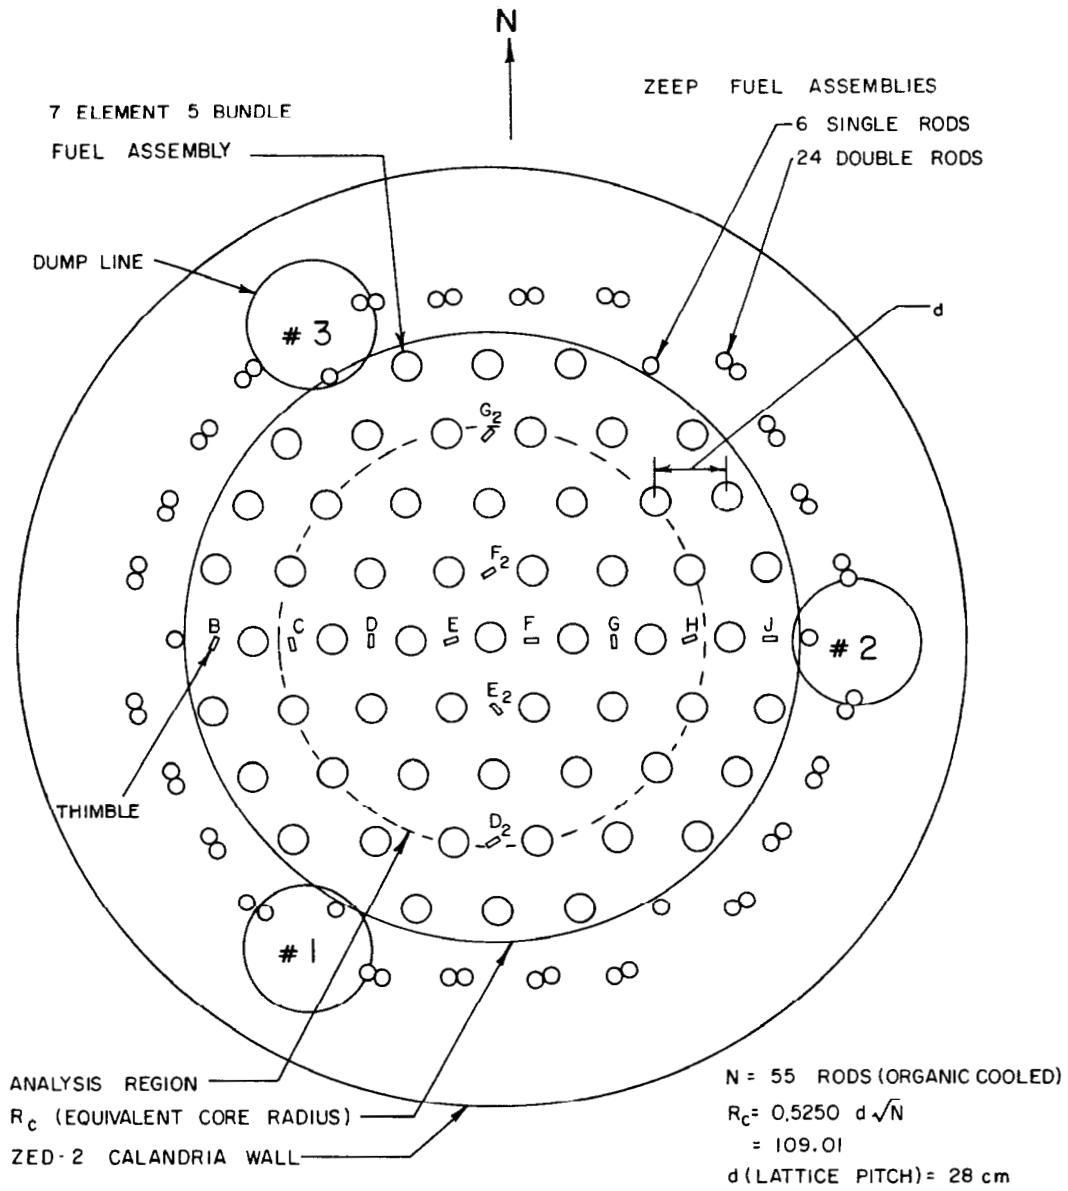 N
ZEEP FUEL ASSEMBLIES
7 ELEMENT 5 BUNDLE
FUEL ASSEMBLY
6 SINGLE RODS
24 DOUBLE RODS
DUMP LINE
d
# 3
G2
F2
B C D E F G H J
# 2
E2
THIMBLE
D2
# 1
ANALYSIS REGION
Rc (EQUIVALENT CORE RADIUS)
ZED-2 CALANDRIA WALL
N = 55 RODS (ORGANIC COOLED)
Rc = 0.5250 d√N
= 109.01
d (LATTICE PITCH) = 28 cm